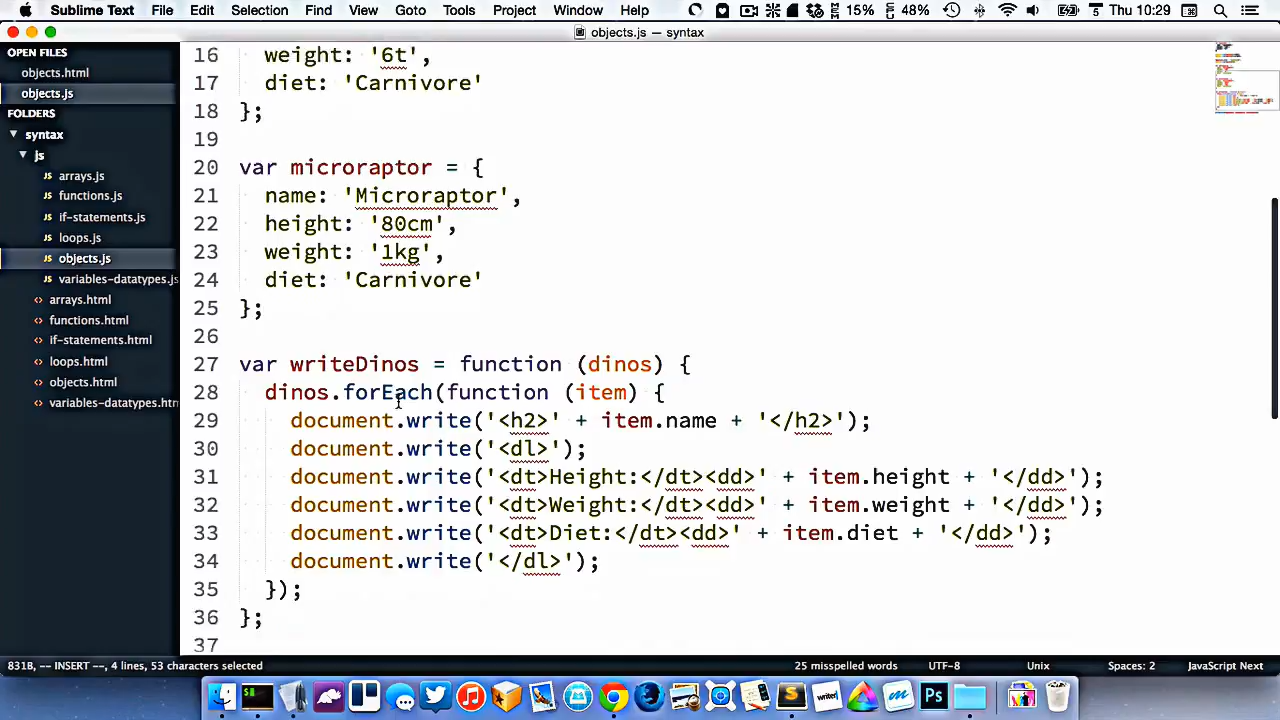 Sublime Text File Edit Selection Find View Goto Tools Project Window Help 15% 48% 5 Thu 10:29
objects.js — syntax
OPEN FILES
objects.html
objects.js
FOLDERS
syntax
js
arrays.js
functions.js
if-statements.js
loops.js
objects.js
variables-datatypes.js
arrays.html
functions.html
if-statements.html
loops.html
objects.html
variables-datatypes.htn
16 weight: '6t',
17 diet: 'Carnivore'
18 };
19
20 var microraptor = {
21 name: 'Microraptor',
22 height: '80cm',
23 weight: '1kg',
24 diet: 'Carnivore'
25 };
26
27 var writeDinos = function (dinos) {
28 dinos.forEach(function (item) {
29 document.write('<h2>' + item.name + '</h2>');
30 document.write('<dl>');
31 document.write('<dt>Height:</dt><dd>' + item.height + '</dd>');
32 document.write('<dt>Weight:</dt><dd>' + item.weight + '</dd>');
33 document.write('<dt>Diet:</dt><dd>' + item.diet + '</dd>');
34 document.write('</dl>');
35 });
36 };
37
831B, -- INSERT --, 4 lines, 53 characters selected 25 misspelled words UTF-8 Unix Spaces: 2 JavaScript Next
writer
Ps